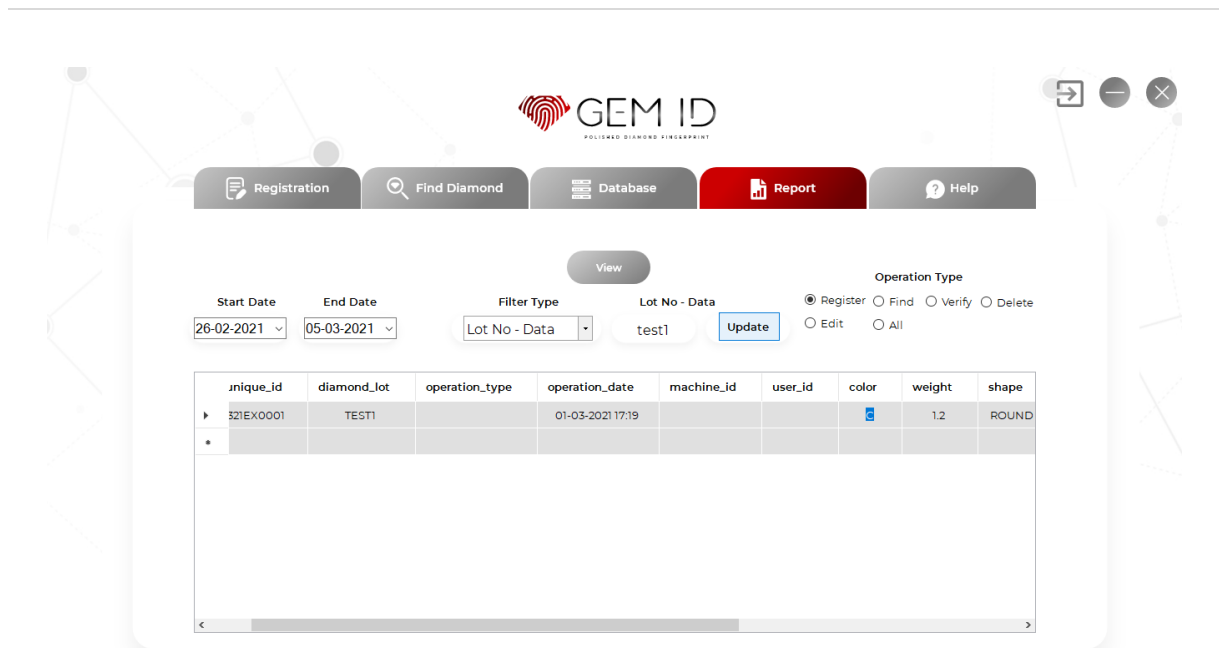 GEM ID
POLISHED DIAMOND FINGERPRINT
Registration Find Diamond Database Report ? Help
View
Operation Type
Start Date End Date Filter Type Lot No - Data Register Find Verify Delete
26-02-2021 05-03-2021 Lot No - Data test1 Update Edit All
unique_id diamond_lot operation_type operation_date machine_id user_id color weight shape
321EX0001 TEST1 01-03-2021 17:19 C 1.2 ROUND